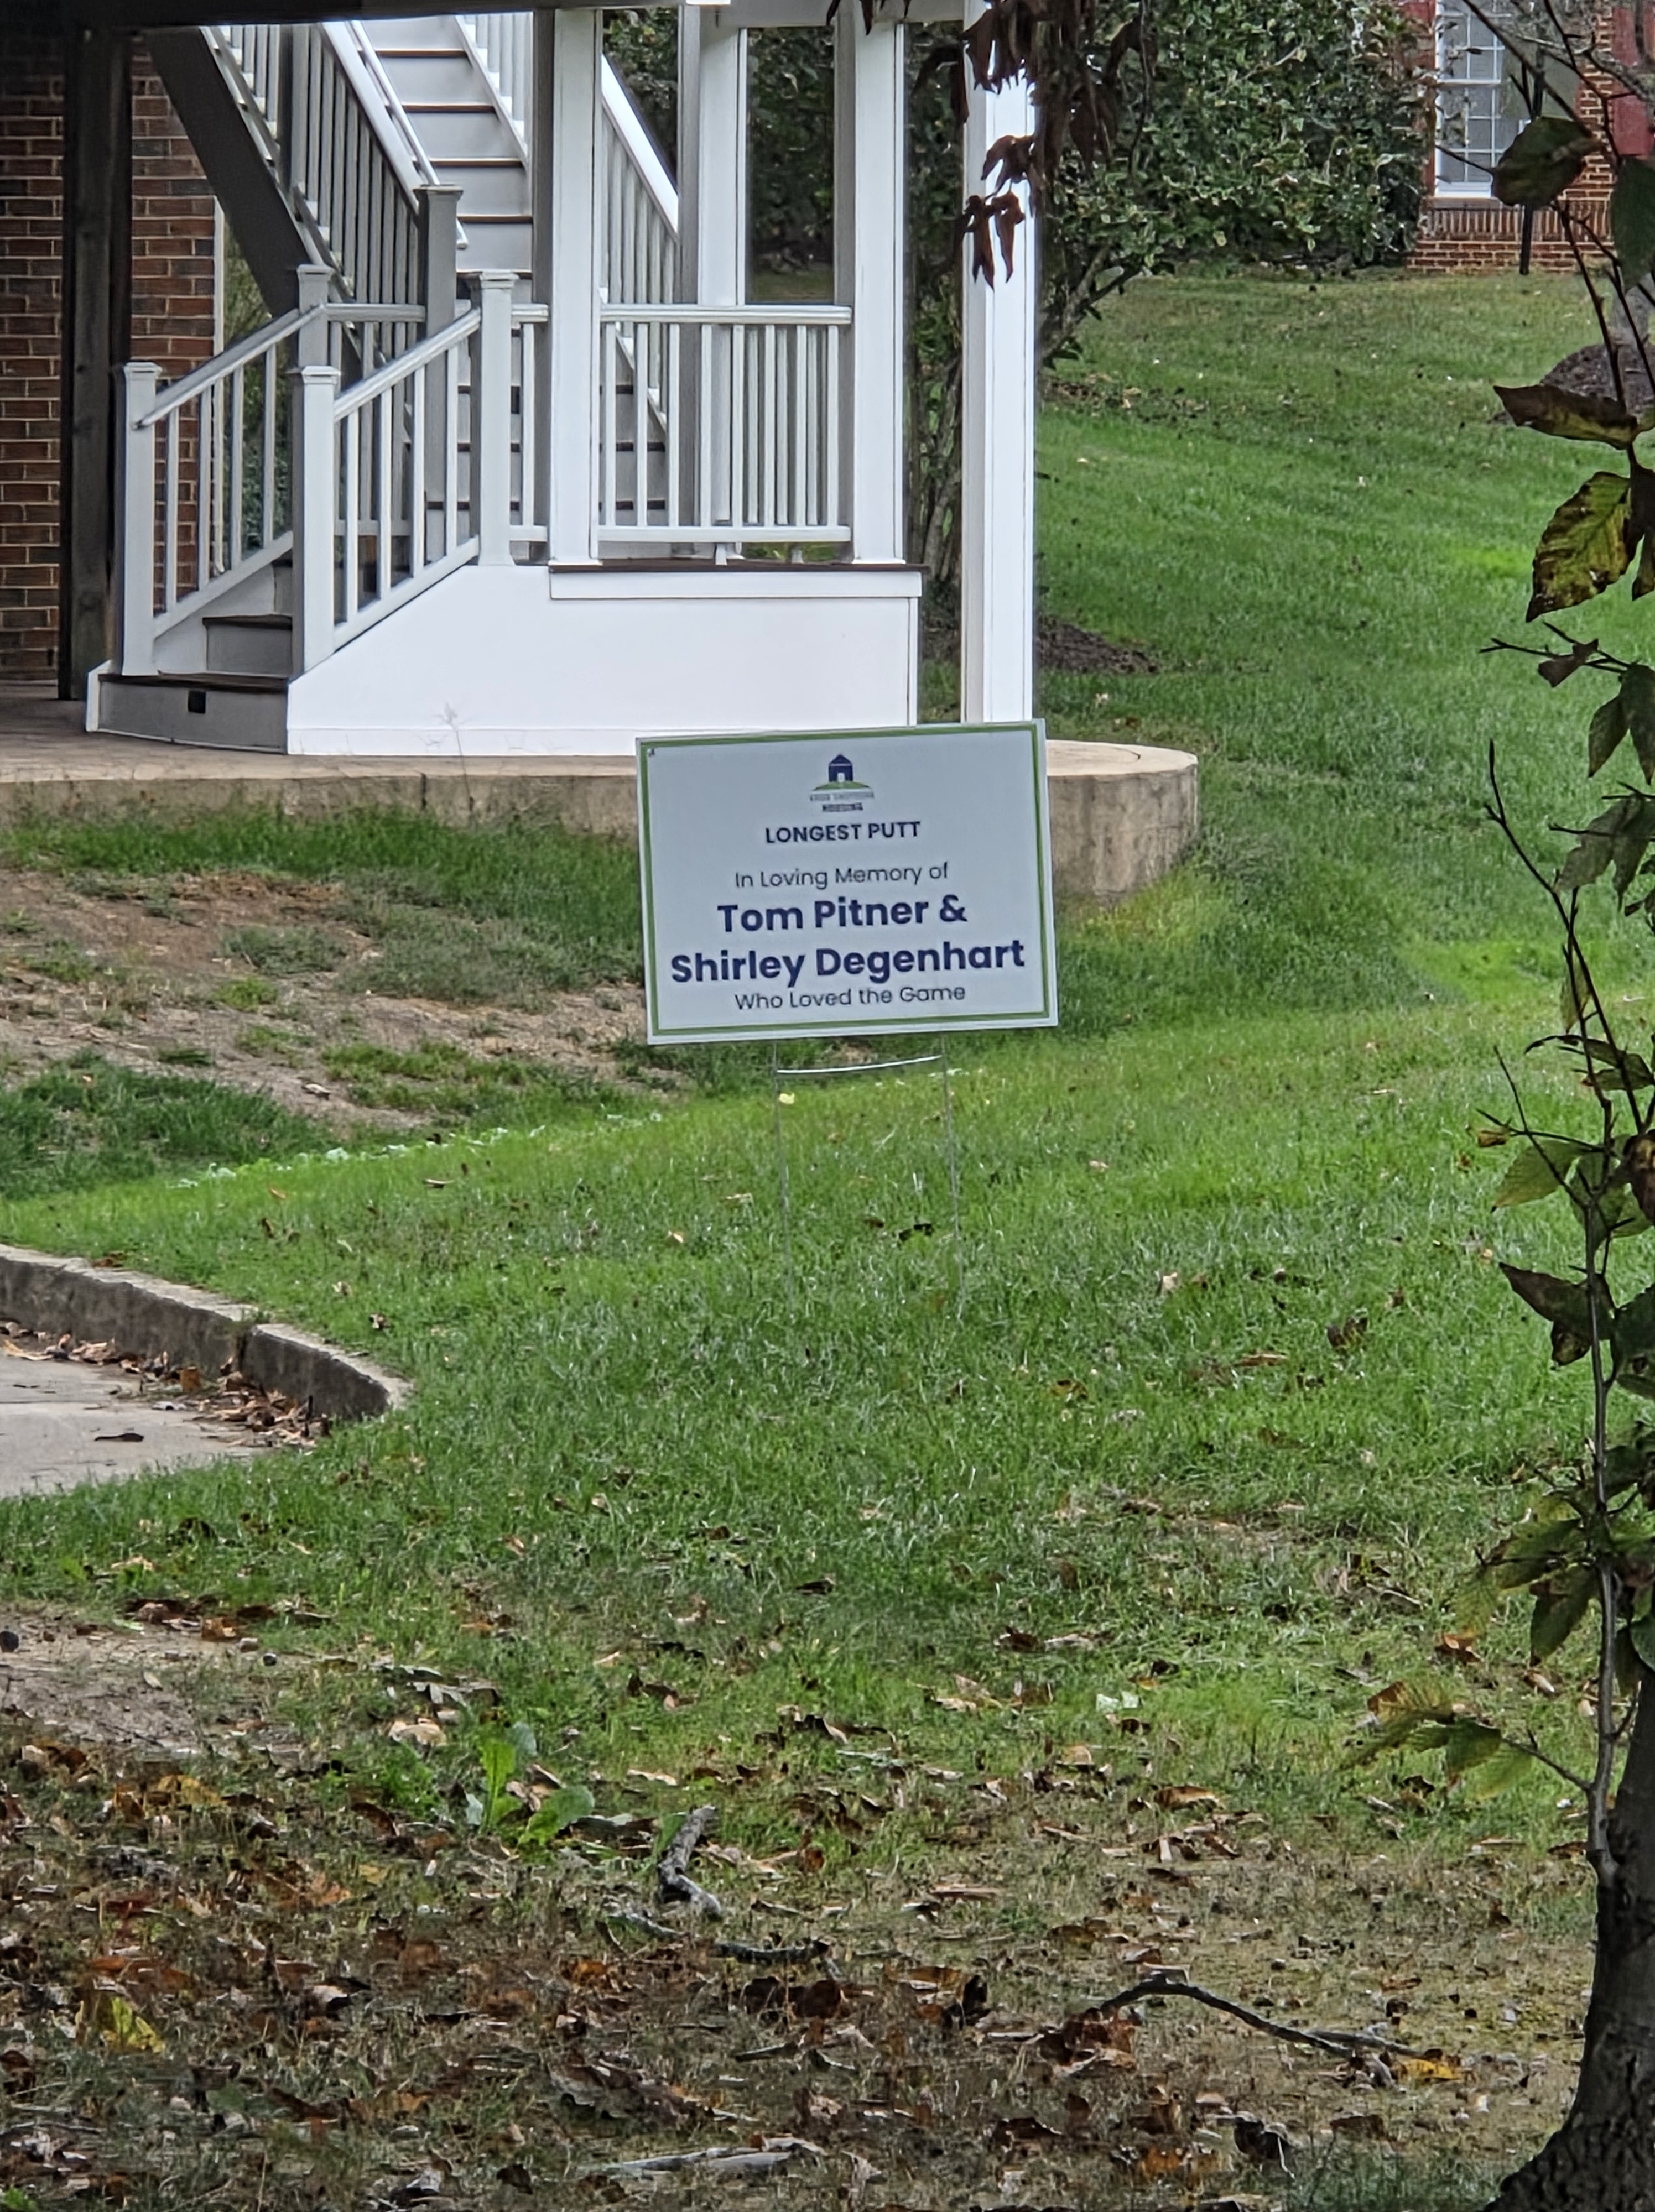 LONGEST PUTT
In Loving Memory of
Tom Pitner &
Shirley Degenhart
Who Loved the Game